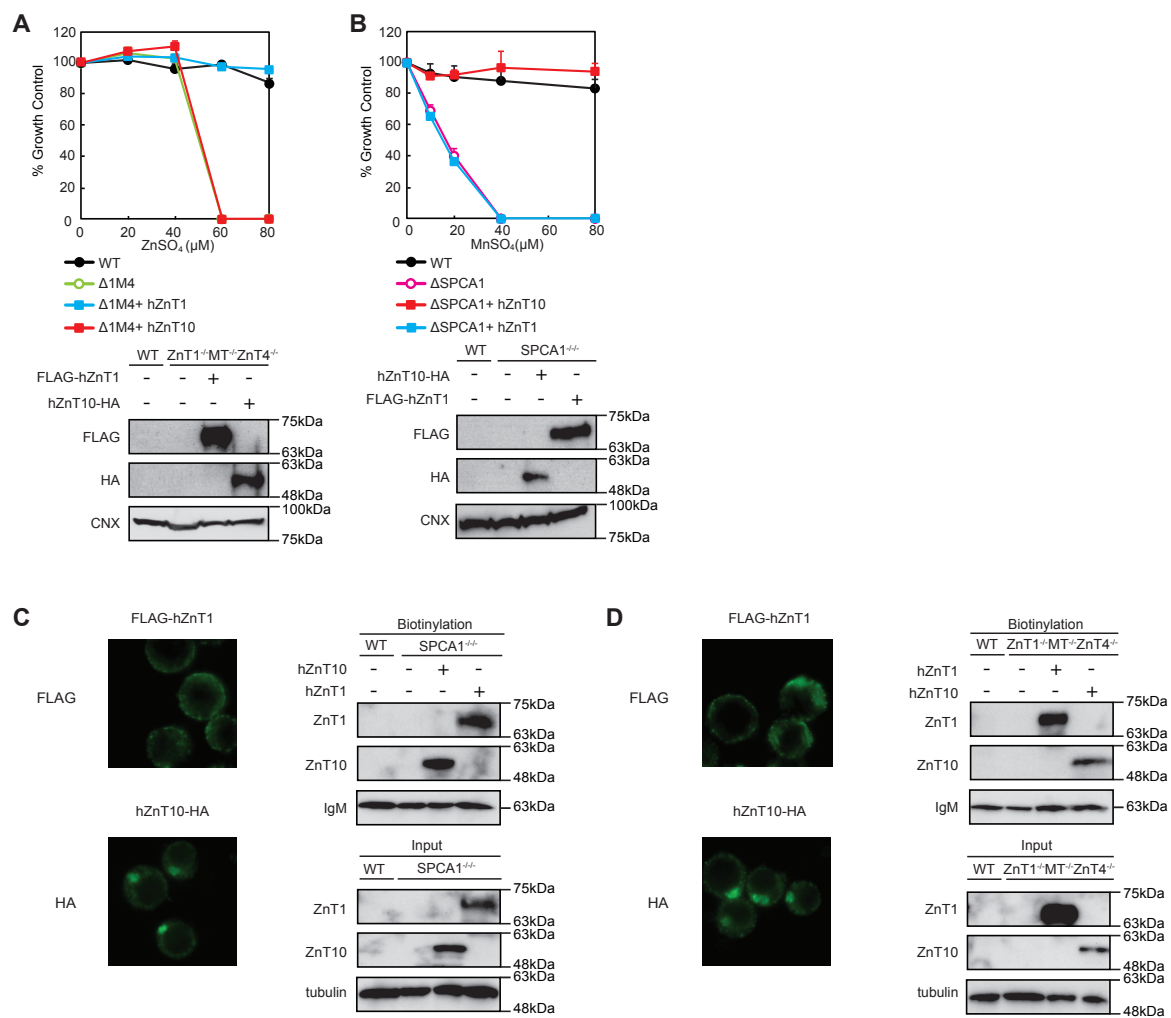 A
120
100
80
60
40
20
0
% Growth Control
0 20 40 60 80
ZnSO4 (µM)
WT
Δ1M4
Δ1M4+ hZnT1
Δ1M4+ hZnT10
WT ZnT1-/-MT-/-ZnT4-/-
FLAG-hZnT1 - - + -
hZnT10-HA - - - +
FLAG 75kDa
63kDa
HA 63kDa
48kDa
CNX 100kDa
75kDa
B
120
100
80
60
40
20
0
% Growth Control
0 20 40 60 80
MnSO4 (µM)
WT
ΔSPCA1
ΔSPCA1+ hZnT10
ΔSPCA1+ hZnT1
WT SPCA1-/-/-
hZnT10-HA - - + -
FLAG-hZnT1 - - - +
FLAG 75kDa
63kDa
HA 63kDa
48kDa
CNX 100kDa
75kDa
C
FLAG-hZnT1
FLAG
hZnT10-HA
HA
Biotinylation
WT SPCA1-/-/-
hZnT10 - - + -
hZnT1 - - - +
ZnT1 75kDa
63kDa
ZnT10 63kDa
48kDa
IgM 63kDa
Input
WT SPCA1-/-/-
ZnT1 75kDa
63kDa
ZnT10 63kDa
48kDa
tubulin 63kDa
48kDa
D
FLAG-hZnT1
FLAG
hZnT10-HA
HA
Biotinylation
WT ZnT1-/-MT-/-ZnT4-/-
hZnT1 - - + -
hZnT10 - - - +
ZnT1 75kDa
63kDa
ZnT10 63kDa
48kDa
IgM 63kDa
Input
WT ZnT1-/-MT-/-ZnT4-/-
ZnT1 75kDa
63kDa
ZnT10 63kDa
48kDa
tubulin 63kDa
48kDa